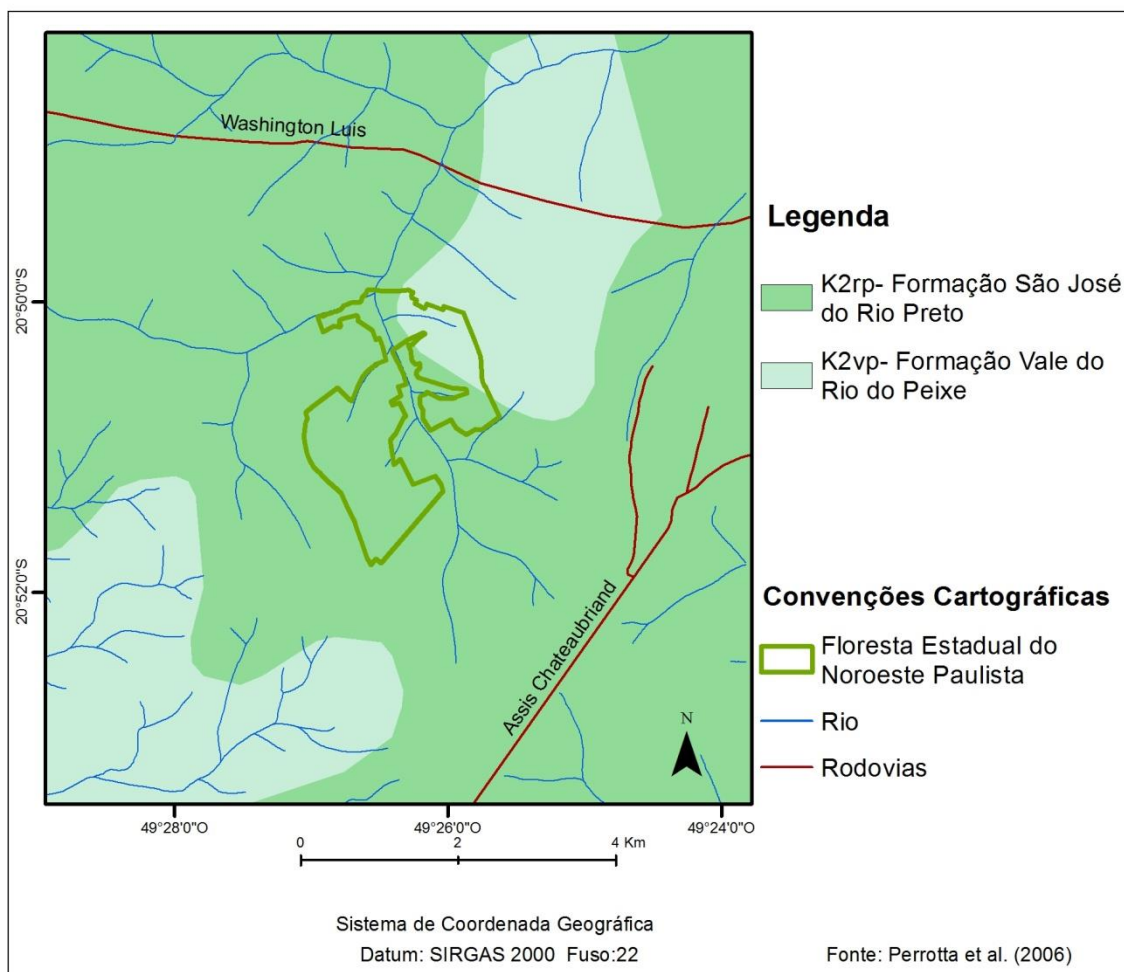 Washington Luis
Legenda
K2rp- Formação São José
do Rio Preto
K2vp- Formação Vale do
Rio do Peixe
20°50'0"S
20°52'0"S
Assis Chateaubriand
N
Convenções Cartográficas
Floresta Estadual do
Noroeste Paulista
Rio
Rodovias
49°28'0"O
49°26'0"O
49°24'0"O
0
2
4 Km
Sistema de Coordenada Geográfica
Datum: SIRGAS 2000 Fuso:22
Fonte: Perrotta et al. (2006)